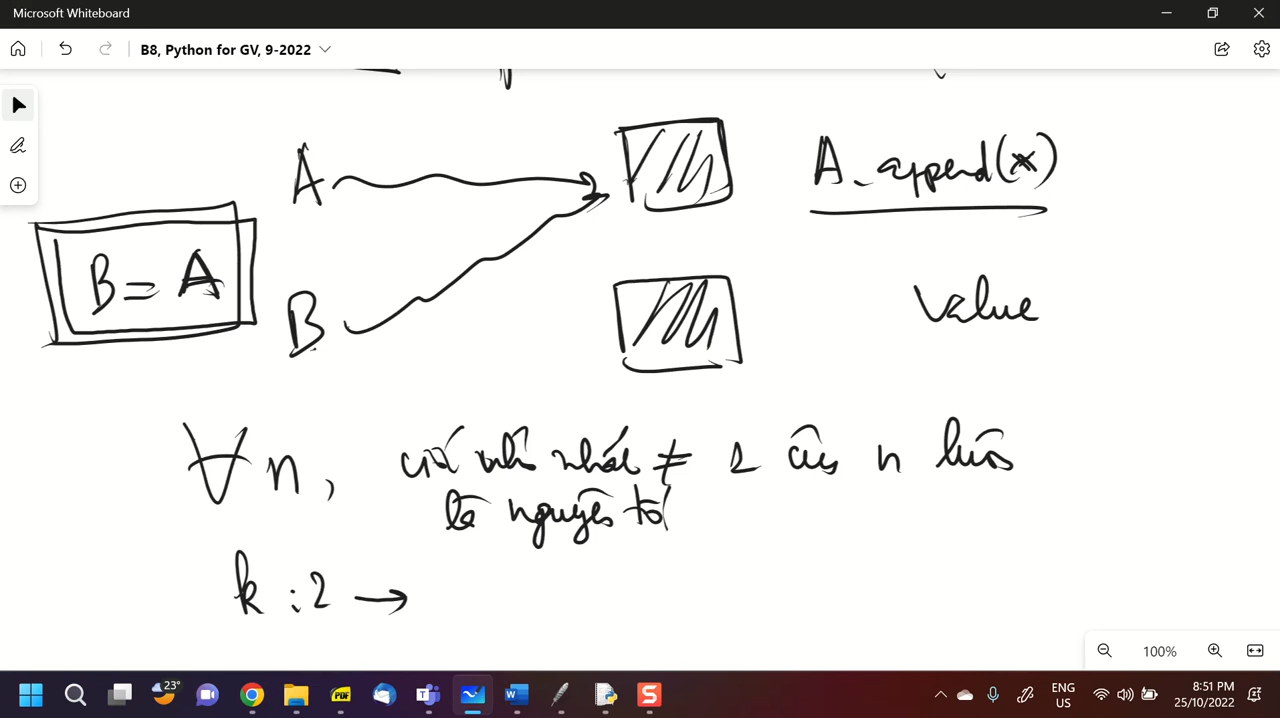 Microsoft Whiteboard
B8, Python for GV, 9-2022
A A.append(x)
B = A
B value
∀n, nhỏ nhất ≠ 1 của n luôn
là nguyên tố
k : 2 →
100%
23°
PDF
ENG
US
8:51 PM
25/10/2022